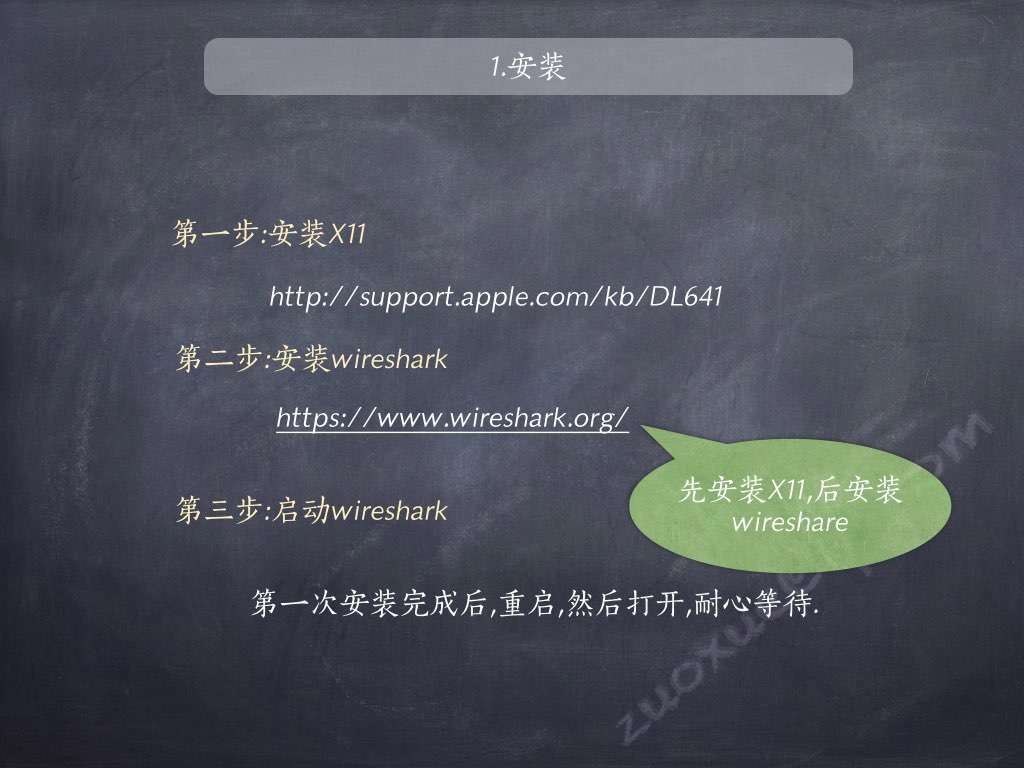 1.安装
第一步:安装X11
http://support.apple.com/kb/DL641
第二步:安装wireshark
https://www.wireshark.org/
先安装X11,后安装
wireshare
第三步:启动wireshark
第一次安装完成后,重启,然后打开,耐心等待.